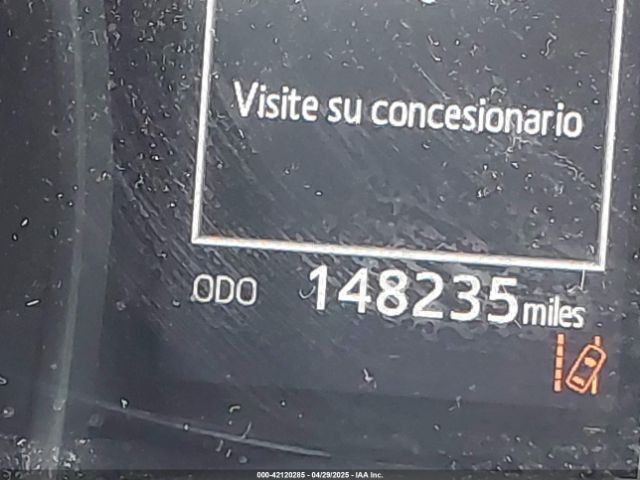 Visite su concesionario
ODO 148235 miles
000-42120285 - 04/29/2025 - IAA Inc.